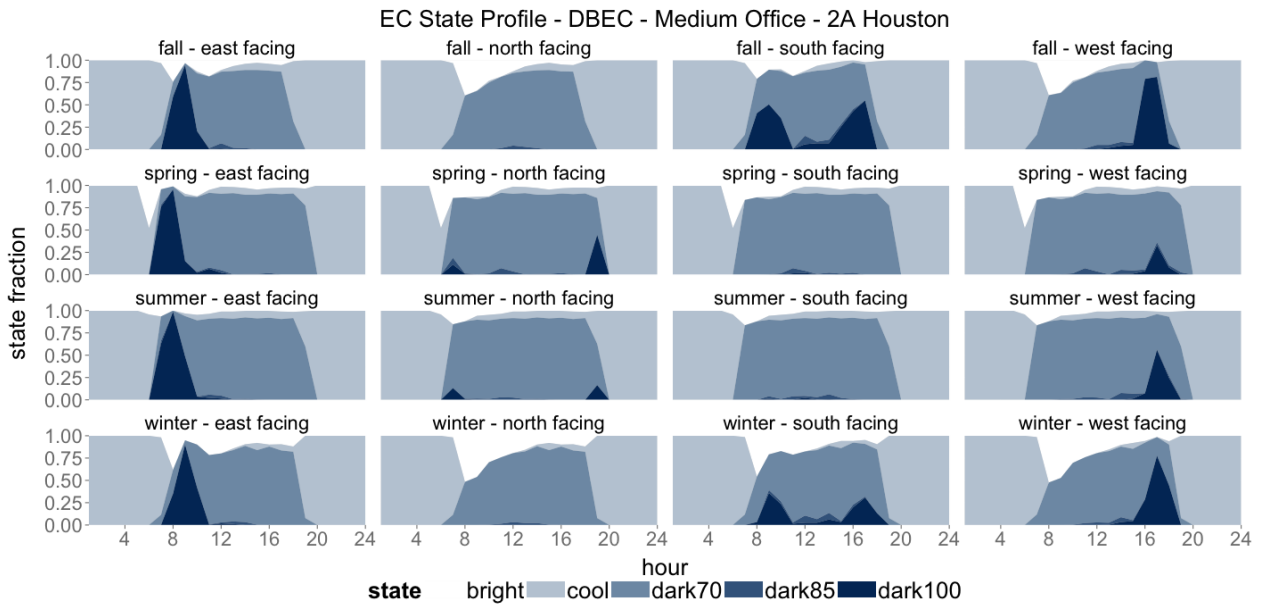 EC State Profile - DBEC - Medium Office - 2A Houston
fall - east facing
fall - north facing
fall - south facing
fall - west facing
1.00
0.75
0.50
0.25
0.00
spring - east facing
spring - north facing
spring - south facing
spring - west facing
1.00
0.75
0.50
0.25
0.00
state fraction
summer - east facing
summer - north facing
summer - south facing
summer - west facing
1.00
0.75
0.50
0.25
0.00
winter - east facing
winter - north facing
winter - south facing
winter - west facing
1.00
0.75
0.50
0.25
0.00
4 8 12 16 20 24 4 8 12 16 20 24 4 8 12 16 20 24 4 8 12 16 20 24
hour
state bright cool dark70 dark85 dark100